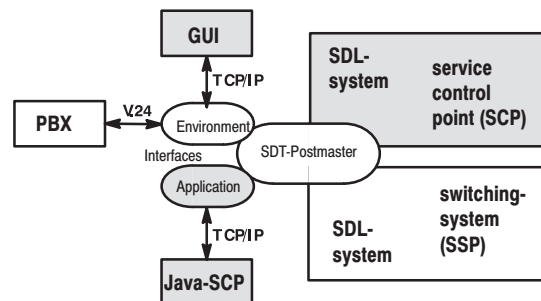 GUI
TCP/IP
PBX
V.24
Environment
Interfaces
SDT-Postmaster
Application
TCP/IP
Java-SCP
SDL-
system
service
control
point (SCP)
SDL-
system
switching-
system
(SSP)